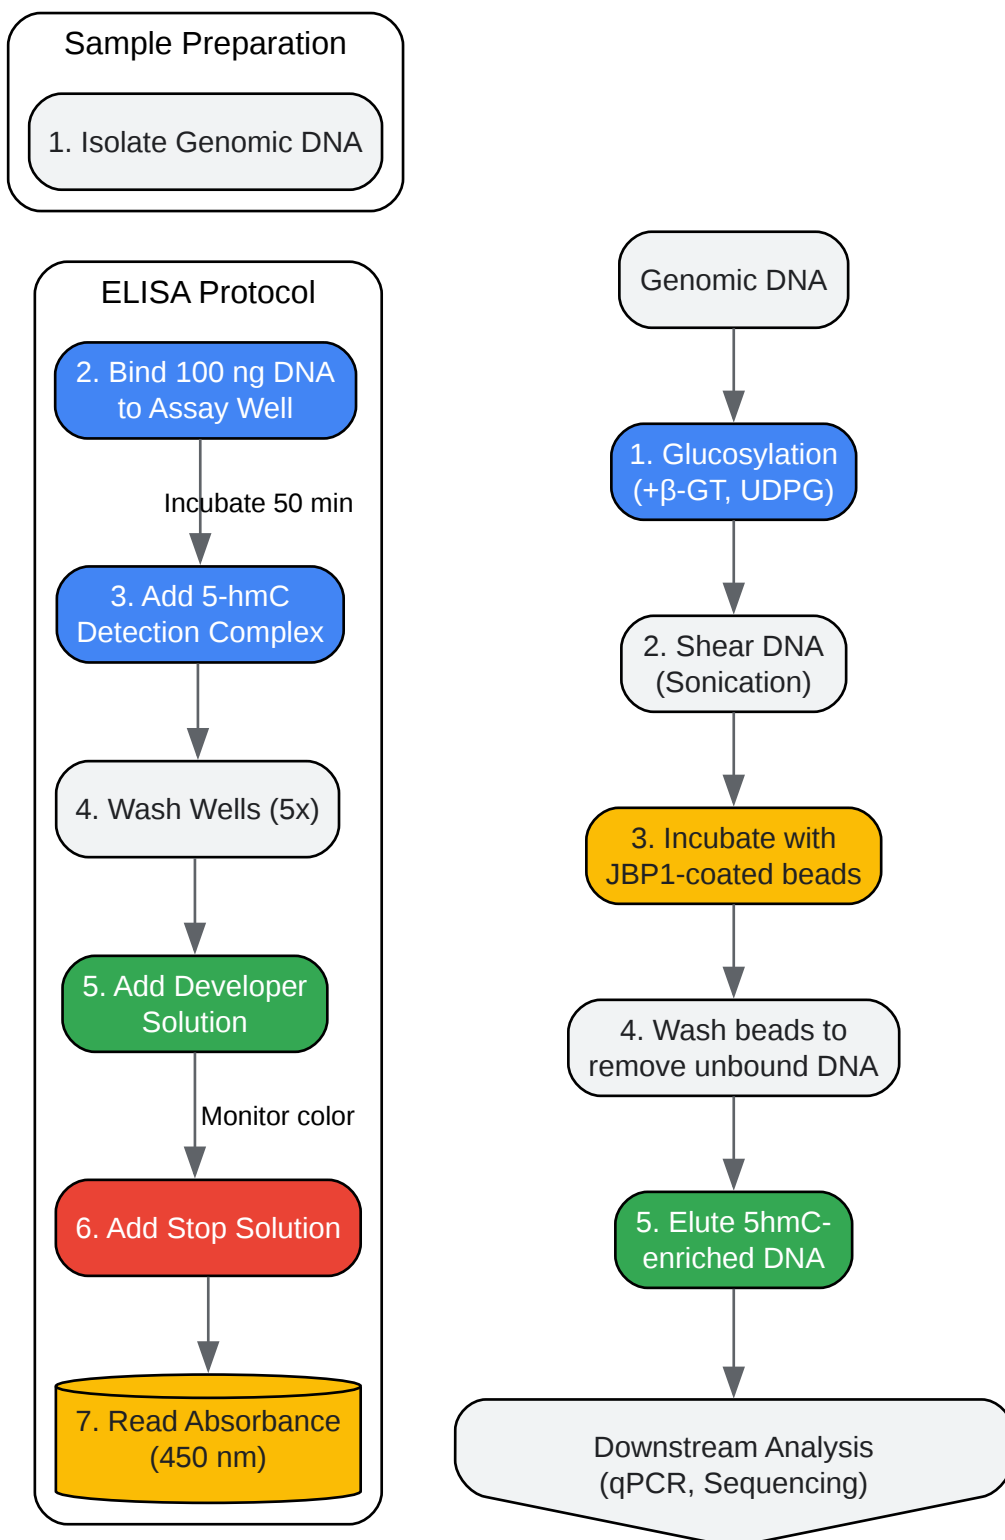 Sample Preparation
1. Isolate Genomic DNA
ELISA Protocol
2. Bind 100 ng DNA
to Assay Well
Incubate 50 min
3. Add 5-hmC
Detection Complex
4. Wash Wells (5x)
5. Add Developer
Solution
Monitor color
6. Add Stop Solution
7. Read Absorbance
(450 nm)
Genomic DNA
1. Glucosylation
(+β-GT, UDPG)
2. Shear DNA
(Sonication)
3. Incubate with
JBP1-coated beads
4. Wash beads to
remove unbound DNA
5. Elute 5hmC-
enriched DNA
Downstream Analysis
(qPCR, Sequencing)